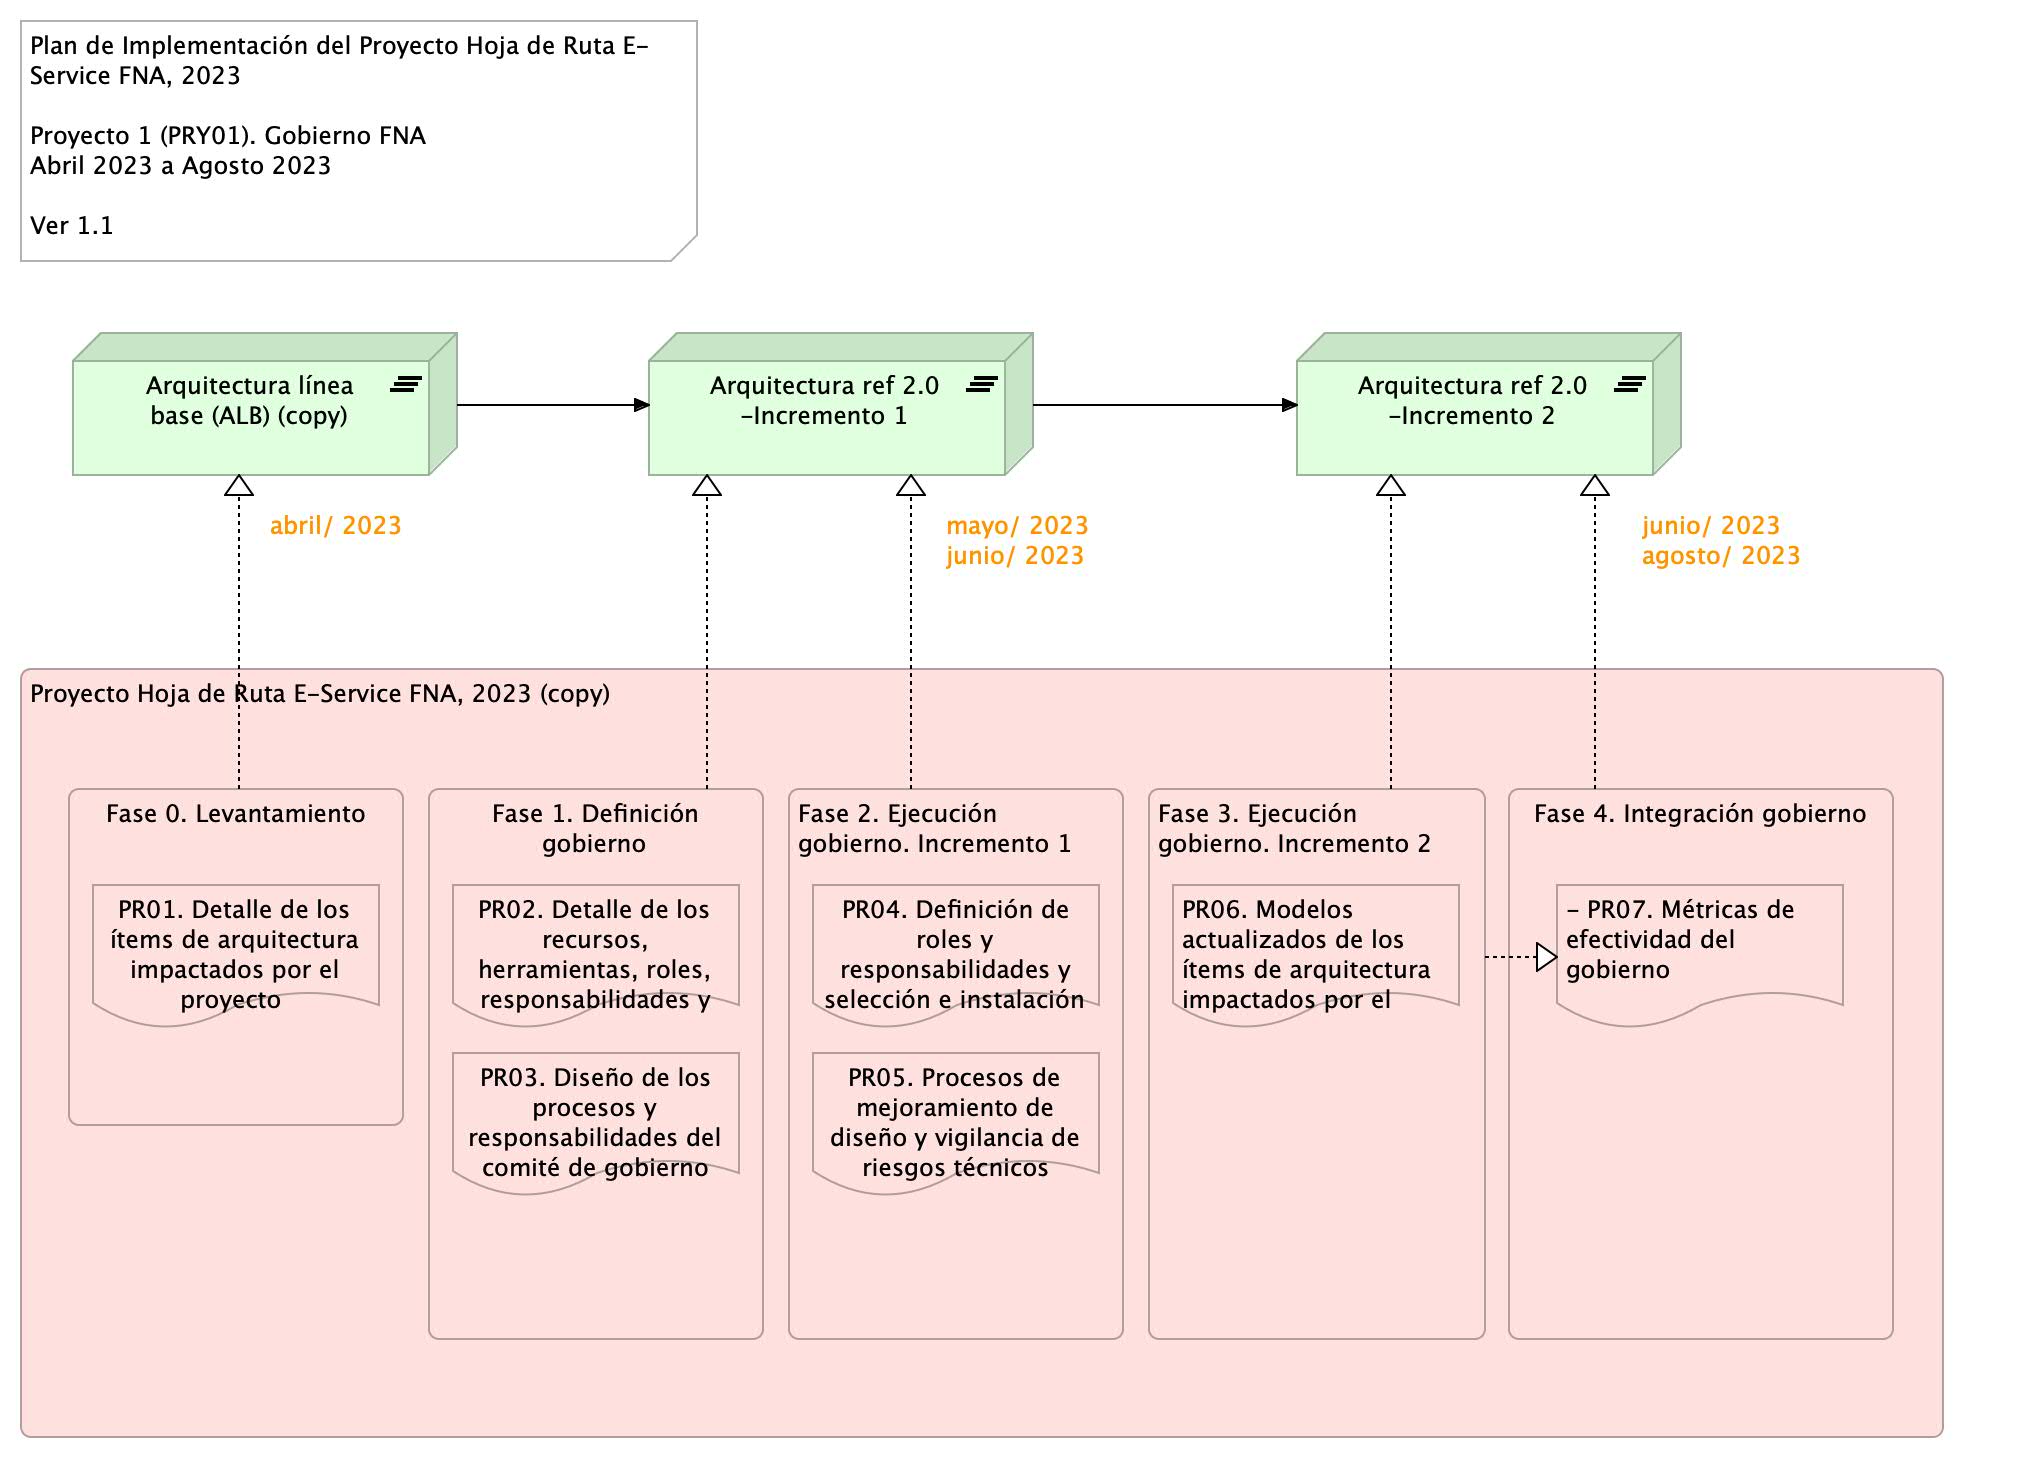 Plan de Implementación del Proyecto Hoja de Ruta E-
Service FNA, 2023
Proyecto 1 (PRY01). Gobierno FNA
Abril 2023 a Agosto 2023
Ver 1.1
Arquitectura línea
base (ALB) (copy)
Arquitectura ref 2.0
-Incremento 1
Arquitectura ref 2.0
-Incremento 2
abril/ 2023
mayo/ 2023
junio/ 2023
junio/ 2023
agosto/ 2023
Proyecto Hoja de Ruta E-Service FNA, 2023 (copy)
Fase 0. Levantamiento
PR01. Detalle de los
ítems de arquitectura
impactados por el
proyecto
Fase 1. Definición
gobierno
PR02. Detalle de los
recursos,
herramientas, roles,
responsabilidades y
PR03. Diseño de los
procesos y
responsabilidades del
comité de gobierno
Fase 2. Ejecución
gobierno. Incremento 1
PR04. Definición de
roles y
responsabilidades y
selección e instalación
PR05. Procesos de
mejoramiento de
diseño y vigilancia de
riesgos técnicos
Fase 3. Ejecución
gobierno. Incremento 2
PR06. Modelos
actualizados de los
ítems de arquitectura
impactados por el
Fase 4. Integración gobierno
- PR07. Métricas de
efectividad del
gobierno